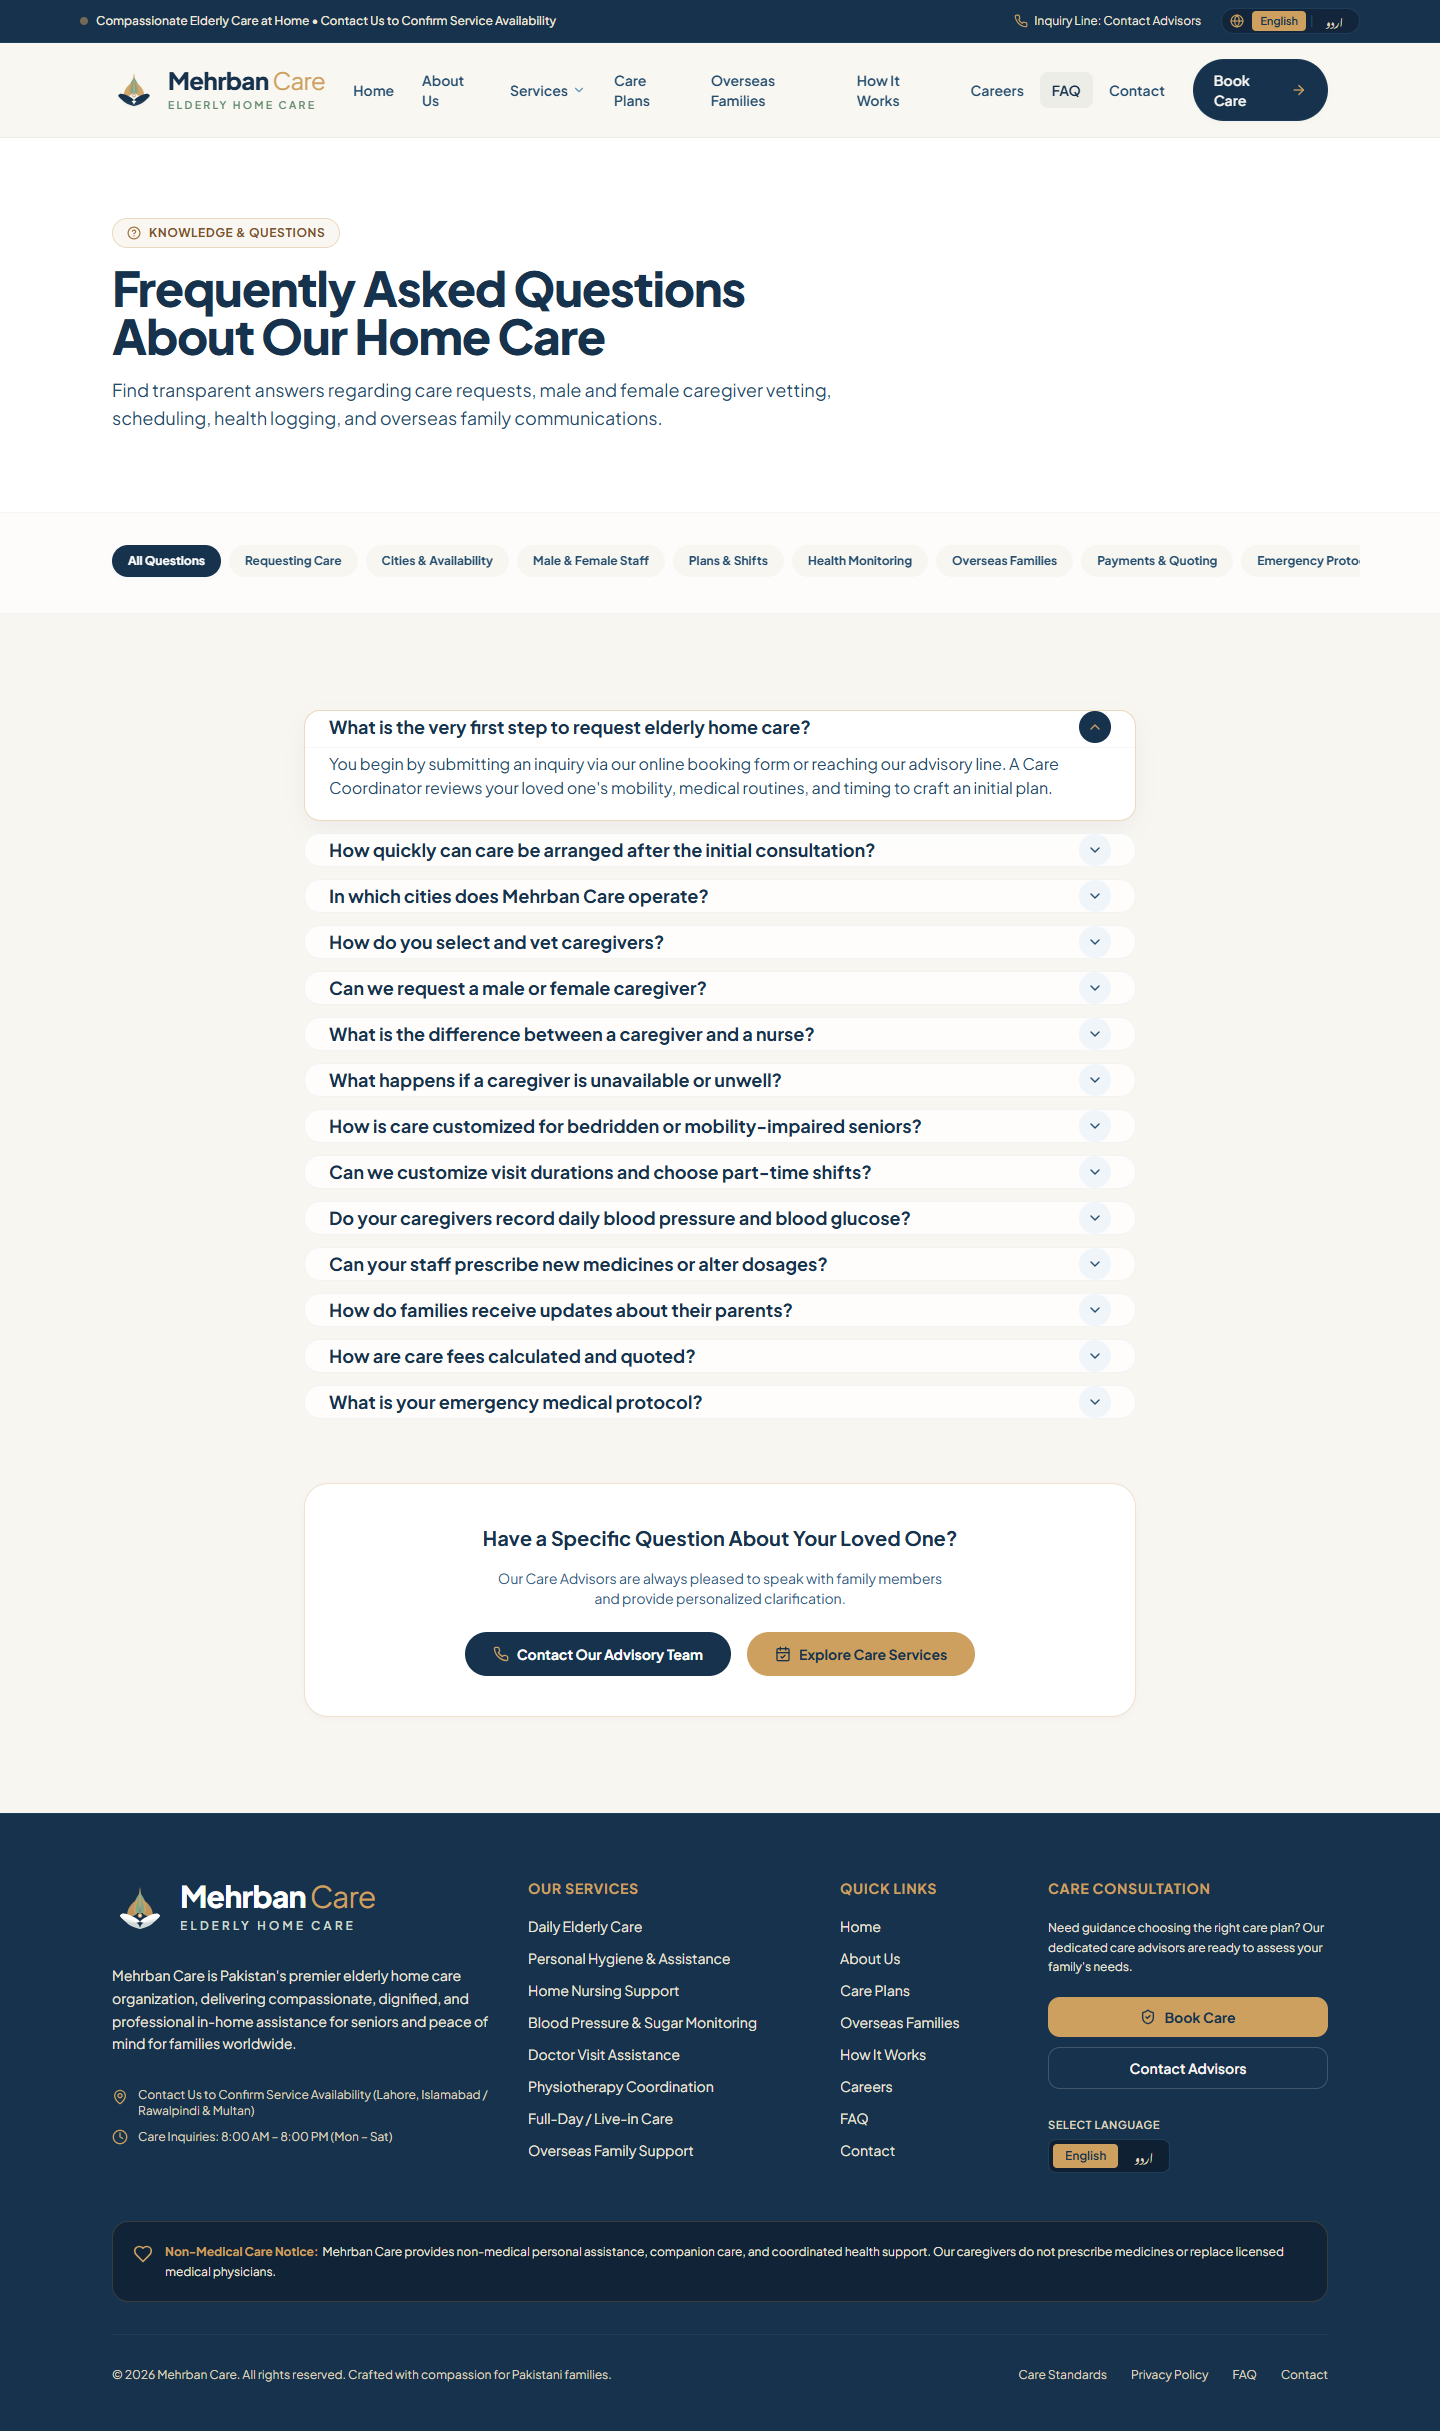 Compassionate Elderly Care at Home • Contact Us to Confirm Service Availability
Inquiry Line: Contact Advisors
English
اردو
Mehrban Care
ELDERLY HOME CARE
Home
About Us
Services
Care Plans
Overseas Families
How It Works
Careers
FAQ
Contact
Book Care
KNOWLEDGE & QUESTIONS
Frequently Asked Questions
About Our Home Care
Find transparent answers regarding care requests, male and female caregiver vetting,
scheduling, health logging, and overseas family communications.
All Questions
Requesting Care
Cities & Availability
Male & Female Staff
Plans & Shifts
Health Monitoring
Overseas Families
Payments & Quoting
Emergency
What is the very first step to request elderly home care?
You begin by submitting an inquiry via our online booking form or reaching our advisory line. A Care
Coordinator reviews your loved one's mobility, medical routines, and timing to craft an initial plan.
How quickly can care be arranged after the initial consultation?
In which cities does Mehrban Care operate?
How do you select and vet caregivers?
Can we request a male or female caregiver?
What is the difference between a caregiver and a nurse?
What happens if a caregiver is unavailable or unwell?
How is care customized for bedridden or mobility-impaired seniors?
Can we customize visit durations and choose part-time shifts?
Do your caregivers record daily blood pressure and blood glucose?
Can your staff prescribe new medicines or alter dosages?
How do families receive updates about their parents?
How are care fees calculated and quoted?
What is your emergency medical protocol?
Have a Specific Question About Your Loved One?
Our Care Advisors are always pleased to speak with family members
and provide personalized clarification.
Contact Our Advisory Team
Explore Care Services
Mehrban Care
ELDERLY HOME CARE
Mehrban Care is Pakistan's premier elderly home care
organization, delivering compassionate, dignified, and
professional in-home assistance for seniors and peace of
mind for families worldwide.
Contact Us to Confirm Service Availability (Lahore, Islamabad /
Rawalpindi & Multan)
Care Inquiries: 8:00 AM – 8:00 PM (Mon – Sat)
OUR SERVICES
Daily Elderly Care
Personal Hygiene & Assistance
Home Nursing Support
Blood Pressure & Sugar Monitoring
Doctor Visit Assistance
Physiotherapy Coordination
Full-Day / Live-in Care
Overseas Family Support
QUICK LINKS
Home
About Us
Care Plans
Overseas Families
How It Works
Careers
FAQ
Contact
CARE CONSULTATION
Need guidance choosing the right care plan? Our
dedicated care advisors are ready to assess your
family's needs.
Book Care
Contact Advisors
SELECT LANGUAGE
English
اردو
Non-Medical Care Notice: Mehrban Care provides non-medical personal assistance, companion care, and coordinated health support. Our caregivers do not prescribe medicines or replace licensed
medical physicians.
© 2026 Mehrban Care. All rights reserved. Crafted with compassion for Pakistani families.
Care Standards
Privacy Policy
FAQ
Contact